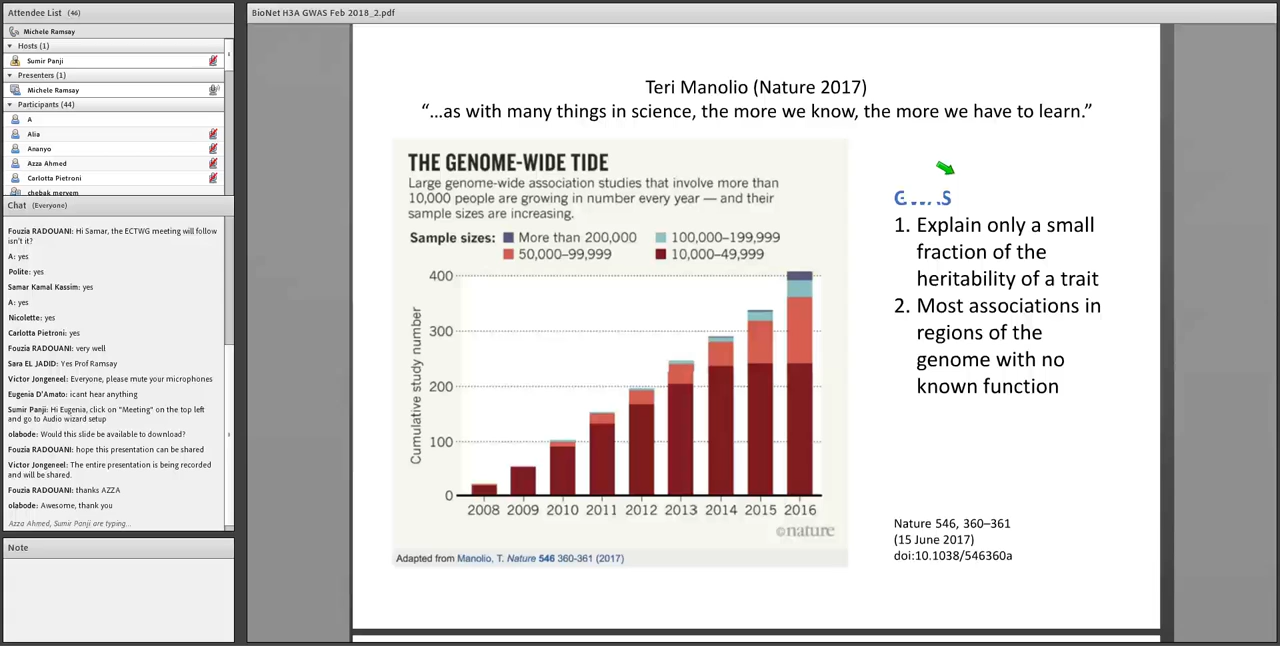 Attendee List (46)
Michele Ramsay
Hosts (1)
Sumir Panji
Presenters (1)
Michele Ramsay
Participants (44)
A
Alia
Ananyo
Azza Ahmed
Carlotta Pietroni
chebak meryem
Chat (Everyone)
Fouzia RADOUANI: Hi Samar, the ECTWG meeting will follow
isn't it?
A: yes
Polite: yes
Samar Kamal Kassim: yes
A: yes
Nicolette: yes
Carlotta Pietroni: yes
Fouzia RADOUANI: very well
Sara EL JADID: Yes Prof Ramsay
Victor Jongeneel: Everyone, please mute your microphones
Eugenia D'Amato: icant hear anything
Sumir Panji: Hi Eugenia, click on "Meeting" on the top left
and go to Audio wizard setup
olabode: Would this slide be available to download?
Fouzia RADOUANI: hope this presentation can be shared
Victor Jongeneel: The entire presentation is being recorded
and will be shared.
Fouzia RADOUANI: thanks AZZA
olabode: Awesome, thank you
Azza Ahmed, Sumir Panji are typing...
Note
BioNet H3A GWAS Feb 2018_2.pdf
Teri Manolio (Nature 2017)
“…as with many things in science, the more we know, the more we have to learn.”
THE GENOME-WIDE TIDE
Large genome-wide association studies that involve more than
10,000 people are growing in number every year — and their
sample sizes are increasing.
Sample sizes: More than 200,000 100,000–199,999
50,000–99,999 10,000–49,999
Cumulative study number
400
300
200
100
0
2008 2009 2010 2011 2012 2013 2014 2015 2016
©nature
Adapted from Manolio, T. Nature 546 360-361 (2017)
GWAS
1. Explain only a small
fraction of the
heritability of a trait
2. Most associations in
regions of the
genome with no
known function
Nature 546, 360–361
(15 June 2017)
doi:10.1038/546360a